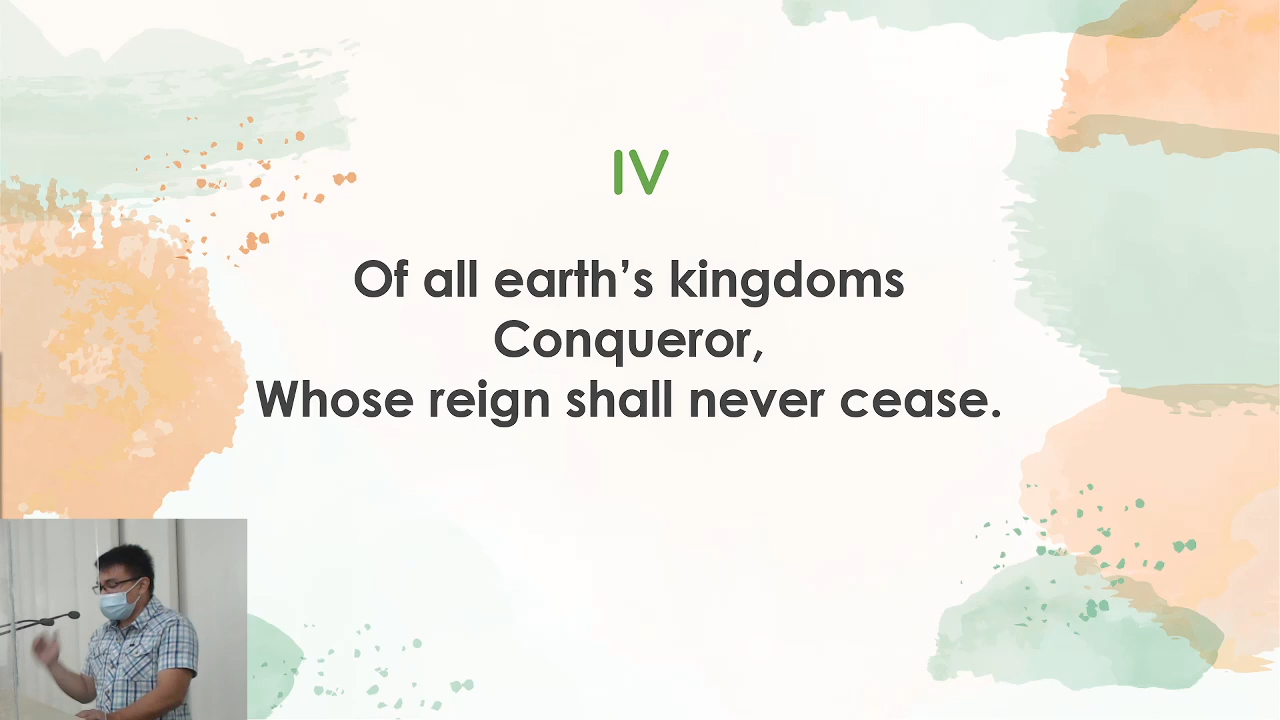 IV
Of all earth’s kingdoms
Conqueror,
Whose reign shall never cease.